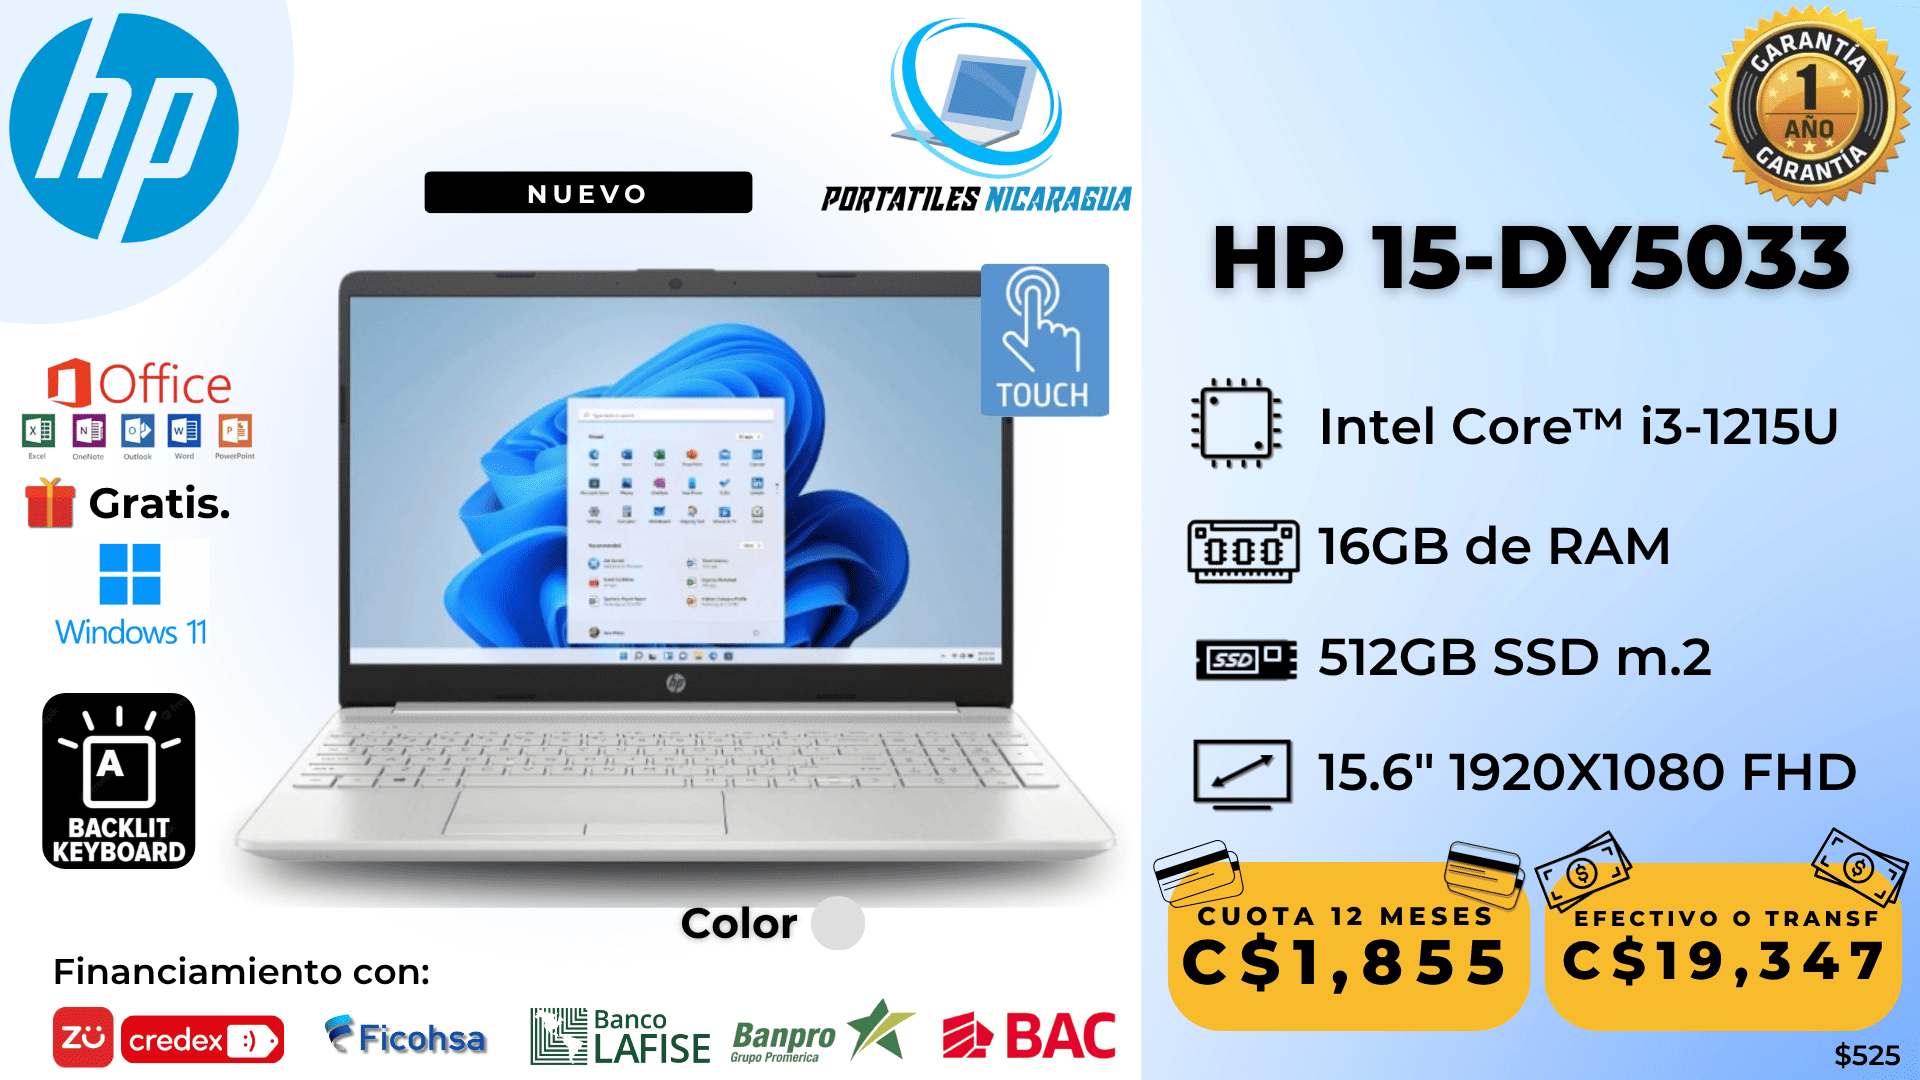 hp
NUEVO
PORTATILES NICARAGUA
GARANTÍA
1
AÑO
GARANTÍA
HP 15-DY5033
TOUCH
Office
Excel
OneNote
Outlook
Word
PowerPoint
Gratis.
Windows 11
A
BACKLIT
KEYBOARD
hp
Intel Core™ i3-1215U
16GB de RAM
SSD
512GB SSD m.2
15.6" 1920X1080 FHD
Color
CUOTA 12 MESES
C$1,855
EFECTIVO O TRANSF
C$19,347
$525
Financiamiento con:
ZU
credex :)
Ficohsa
Banco
LAFISE
Banpro
Grupo Promerica
BAC